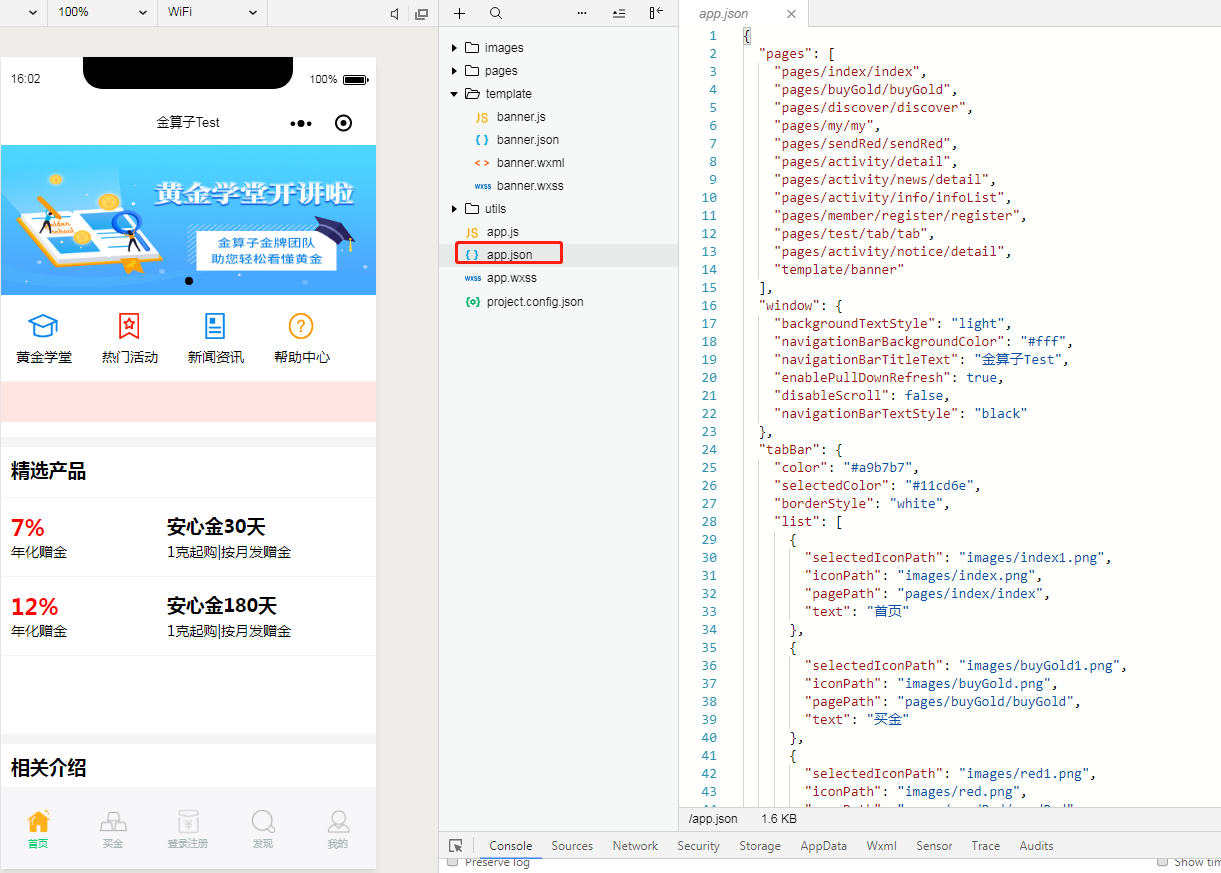 100%
WiFi
16:02
100%
金算子Test
黄金学堂开讲啦
Golden
School
金算子金牌团队
助您轻松看懂黄金
黄金学堂
热门活动
新闻资讯
帮助中心
精选产品
7%
安心金30天
年化赠金
1克起购|按月发赠金
12%
安心金180天
年化赠金
1克起购|按月发赠金
相关介绍
首页
买金
登录注册
发现
我的
images
pages
template
JS banner.js
{ } banner.json
< > banner.wxml
wxss banner.wxss
utils
JS app.js
{ } app.json
wxss app.wxss
{o} project.config.json
app.json
1 {
2 "pages": [
3 "pages/index/index",
4 "pages/buyGold/buyGold",
5 "pages/discover/discover",
6 "pages/my/my",
7 "pages/sendRed/sendRed",
8 "pages/activity/detail",
9 "pages/activity/news/detail",
10 "pages/activity/info/infoList",
11 "pages/member/register/register",
12 "pages/test/tab/tab",
13 "pages/activity/notice/detail",
14 "template/banner"
15 ],
16 "window": {
17 "backgroundTextStyle": "light",
18 "navigationBarBackgroundColor": "#fff",
19 "navigationBarTitleText": "金算子Test",
20 "enablePullDownRefresh": true,
21 "disableScroll": false,
22 "navigationBarTextStyle": "black"
23 },
24 "tabBar": {
25 "color": "#a9b7b7",
26 "selectedColor": "#11cd6e",
27 "borderStyle": "white",
28 "list": [
29 {
30 "selectedIconPath": "images/index1.png",
31 "iconPath": "images/index.png",
32 "pagePath": "pages/index/index",
33 "text": "首页"
34 },
35 {
36 "selectedIconPath": "images/buyGold1.png",
37 "iconPath": "images/buyGold.png",
38 "pagePath": "pages/buyGold/buyGold",
39 "text": "买金"
40 },
41 {
42 "selectedIconPath": "images/red1.png",
43 "iconPath": "images/red.png",
/app.json 1.6 KB
Console Sources Network Security Storage AppData Wxml Sensor Trace Audits
Preserve log
Show tim